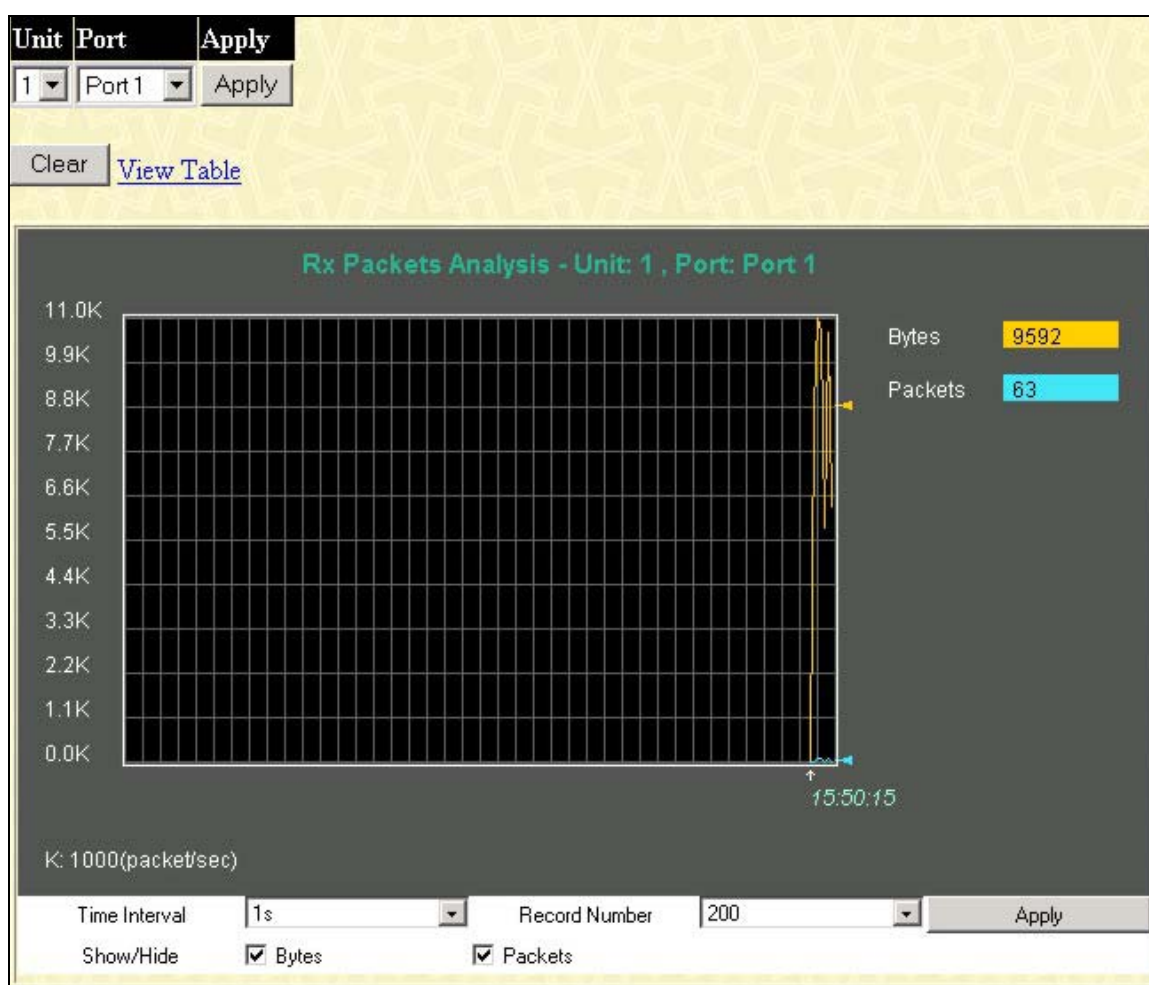 Unit Port Apply
1 Port 1 Apply
Clear View Table
Rx Packets Analysis - Unit: 1 , Port: Port 1
11.0K
9.9K
8.8K
7.7K
6.6K
5.5K
4.4K
3.3K
2.2K
1.1K
0.0K
Bytes 9592
Packets 63
15:50:15
K: 1000(packet/sec)
Time Interval 1s Record Number 200 Apply
Show/Hide Bytes Packets